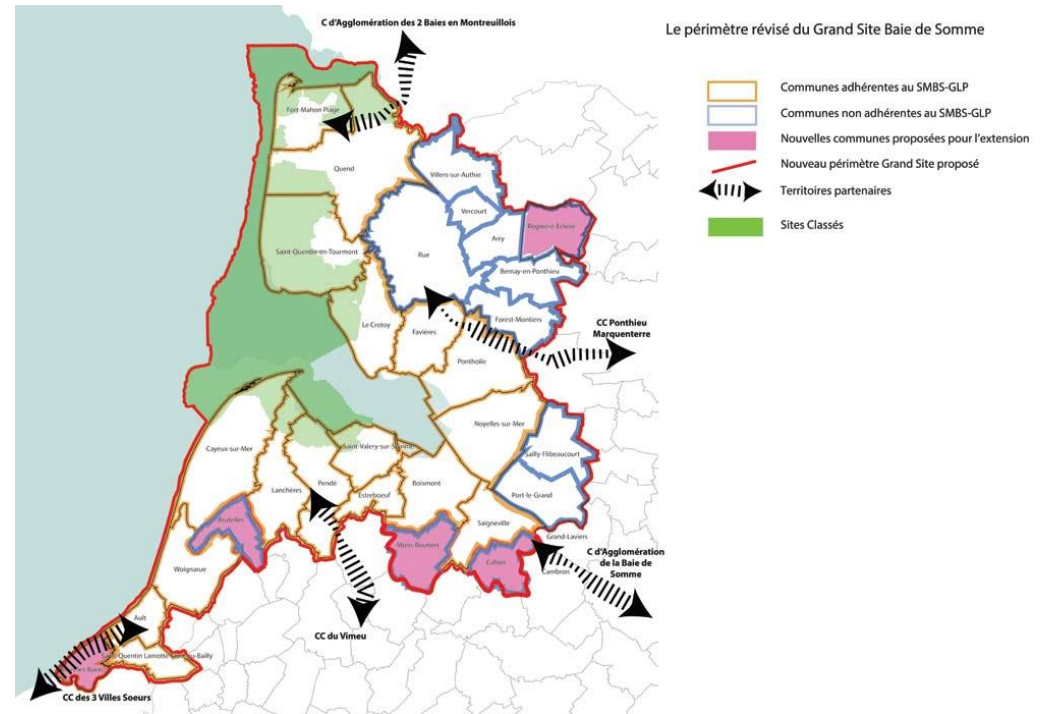 C d'Agglomération des 2 Baies en Montreuillois
Le périmètre révisé du Grand Site Baie de Somme
Communes adhérentes au SMBS-GLP
Communes non adhérentes au SMBS-GLP
Nouvelles communes proposées pour l'extension
Nouveau périmètre Grand Site proposé
Territoires partenaires
Sites Classés
Fort-Mahon Plage
Quend
Villers-sur-Authie
Vercourt
Regnière-Ecluse
Arry
Saint-Quentin-en-Tourmont
Rue
Bernay-en-Ponthieu
Forest-Montiers
Le Crotoy
Favières
CC Ponthieu
Marquenterre
Ponthoile
Noyelles-sur-Mer
Cayeux-sur-Mer
Saint-Valery-sur-Somme
Sailly-Flibeaucourt
Pendé
Boismont
Lanchères
Estreboeuf
Port-le-Grand
Brutelles
Saigneville
Grand-Laviers
Mons-Boubert
C d'Agglomération
de la Baie de
Somme
Cahon
Cambron
Woignarue
Ault
CC du Vimeu
Saint-Quentin Lamotte
Bailly
CC des 3 Villes Soeurs